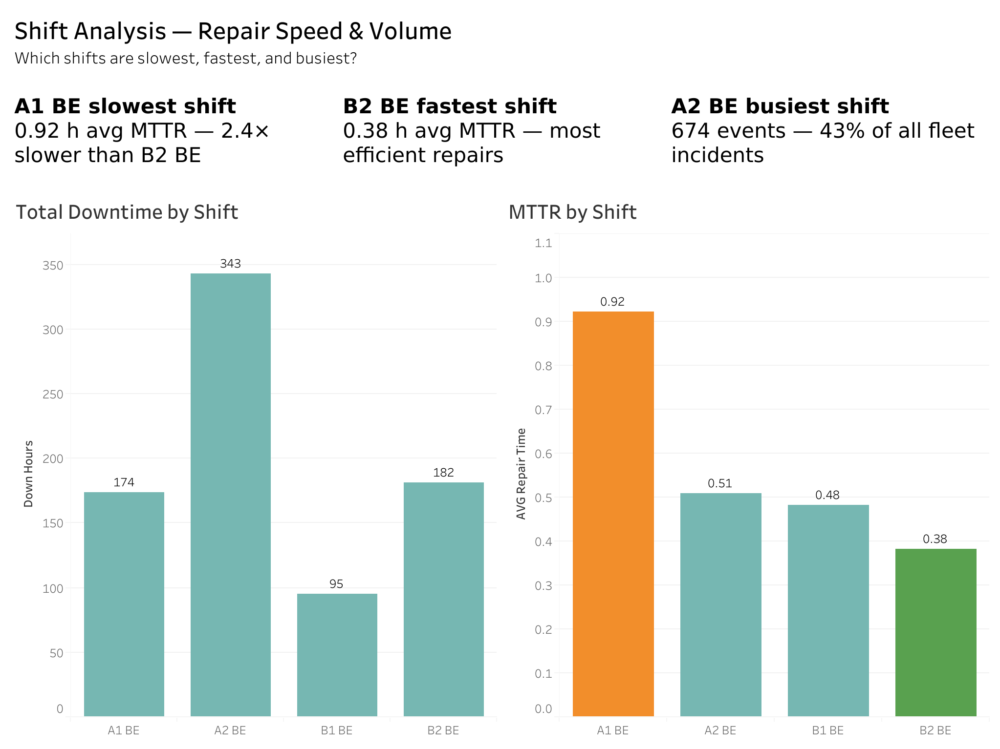 Shift Analysis — Repair Speed & Volume
Which shifts are slowest, fastest, and busiest?
A1 BE slowest shift
0.92 h avg MTTR — 2.4×
slower than B2 BE
B2 BE fastest shift
0.38 h avg MTTR — most
efficient repairs
A2 BE busiest shift
674 events — 43% of all fleet
incidents
Total Downtime by Shift
Down Hours
350
300
250
200
150
100
50
0
174
343
95
182
A1 BE
A2 BE
B1 BE
B2 BE
MTTR by Shift
AVG Repair Time
1.1
1.0
0.9
0.8
0.7
0.6
0.5
0.4
0.3
0.2
0.1
0.0
0.92
0.51
0.48
0.38
A1 BE
A2 BE
B1 BE
B2 BE